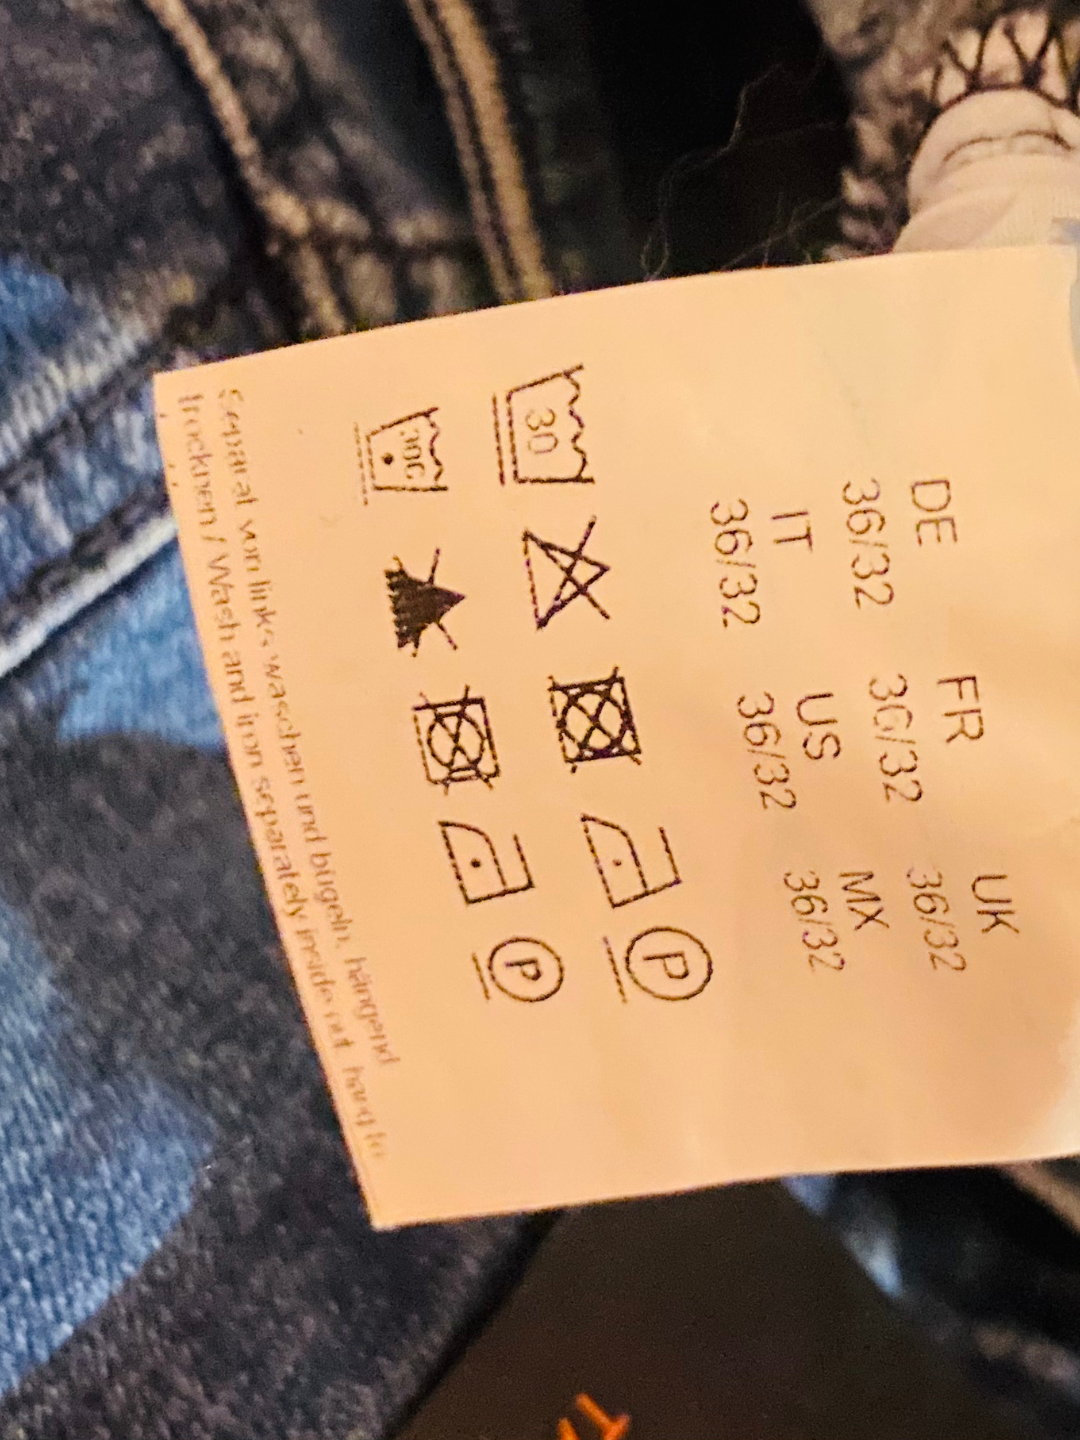 DE FR UK
36/32 36/32 36/32
IT US MX
36/32 36/32 36/32
30 P
30C P
Separat von links waschen und bügeln, hängend
trocknen / Wash and iron separately inside out, hang to